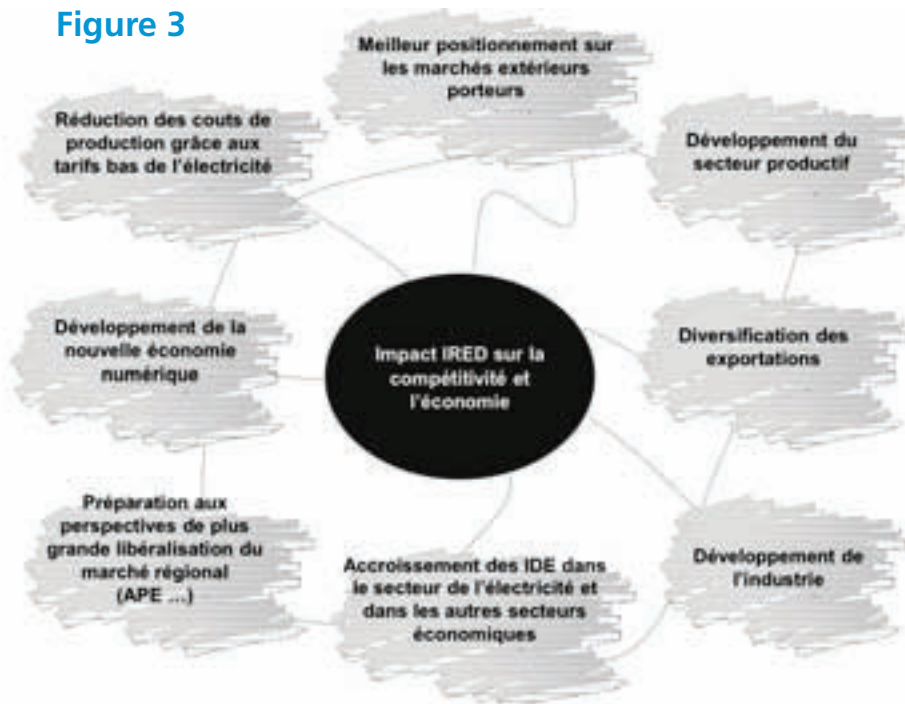 Figure 3
Meilleur positionnement sur
les marchés extérieurs
porteurs
Réduction des couts de
production grâce aux
tarifs bas de l'électricité
Développement du
secteur productif
Développement de la
nouvelle économie
numérique
Impact IRED sur la
compétitivité et
l'économie
Diversification des
exportations
Préparation aux
perspectives de plus
grande libéralisation du
marché régional
(APE ...)
Accroissement des IDE dans
le secteur de l'électricité et
dans les autres secteurs
économiques
Développement de
l'industrie